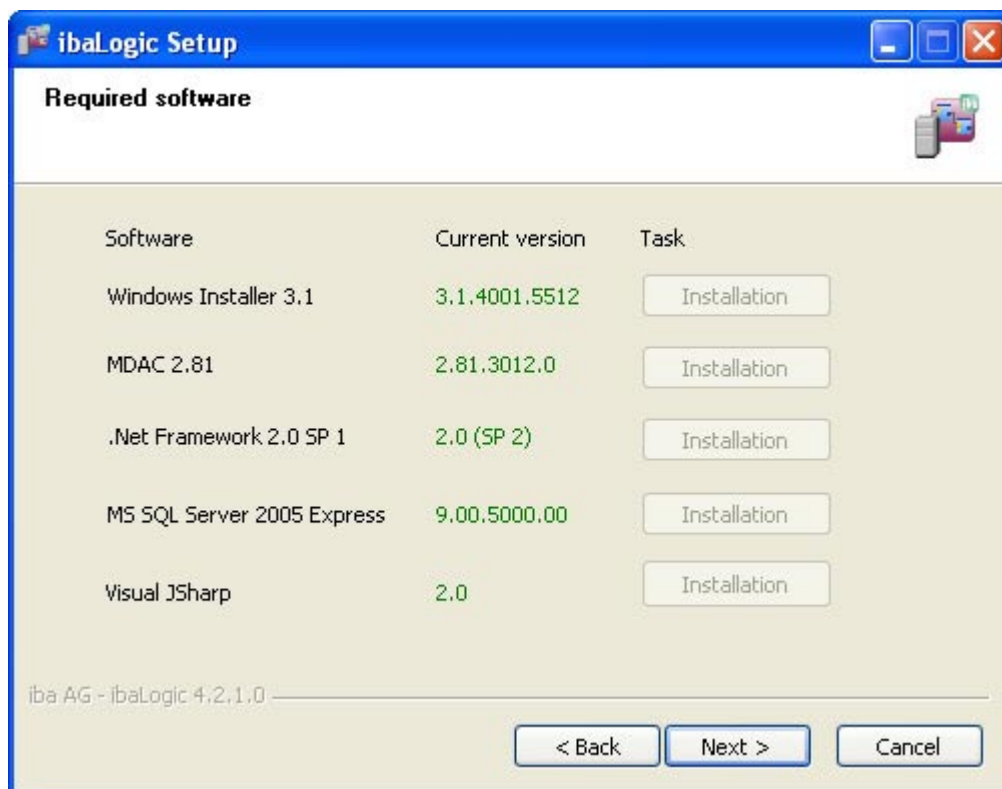 ibaLogic Setup
Required software
Software Current version Task
Windows Installer 3.1 3.1.4001.5512 Installation
MDAC 2.81 2.81.3012.0 Installation
.Net Framework 2.0 SP 1 2.0 (SP 2) Installation
MS SQL Server 2005 Express 9.00.5000.00 Installation
Visual JSharp 2.0 Installation
iba AG - ibaLogic 4.2.1.0
< Back Next > Cancel